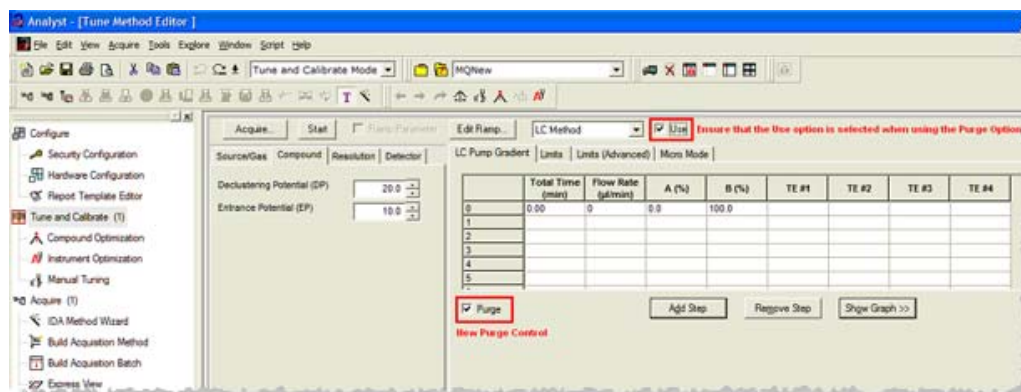 Analyst - [Tune Method Editor ]
File Edit View Acquire Tools Explore Window Script Help
Tune and Calibrate Mode MQNew
Configure
Security Configuration
Hardware Configuration
Report Template Editor
Tune and Calibrate (1)
Compound Optimization
Instrument Optimization
Manual Tuning
Acquire (1)
IDA Method Wizard
Build Acquisition Method
Build Acquisition Batch
Express View
Acquire... Start Ramp Parameter
Source/Gas Compound Resolution Detector
Declustering Potential (DP) 20.0
Entrance Potential (EP) 10.0
Edit Ramp... LC Method Use Ensure that the Use option is selected when using the Purge Option
LC Pump Gradient Limits Limits (Advanced) Micro Mode
Total Time (min) Flow Rate (µl/min) A (%) B (%) TE #1 TE #2 TE #3 TE #4
0 0.00 0 0.0 100.0
1
2
3
4
5
Purge Add Step Remove Step Show Graph >>
New Purge Control